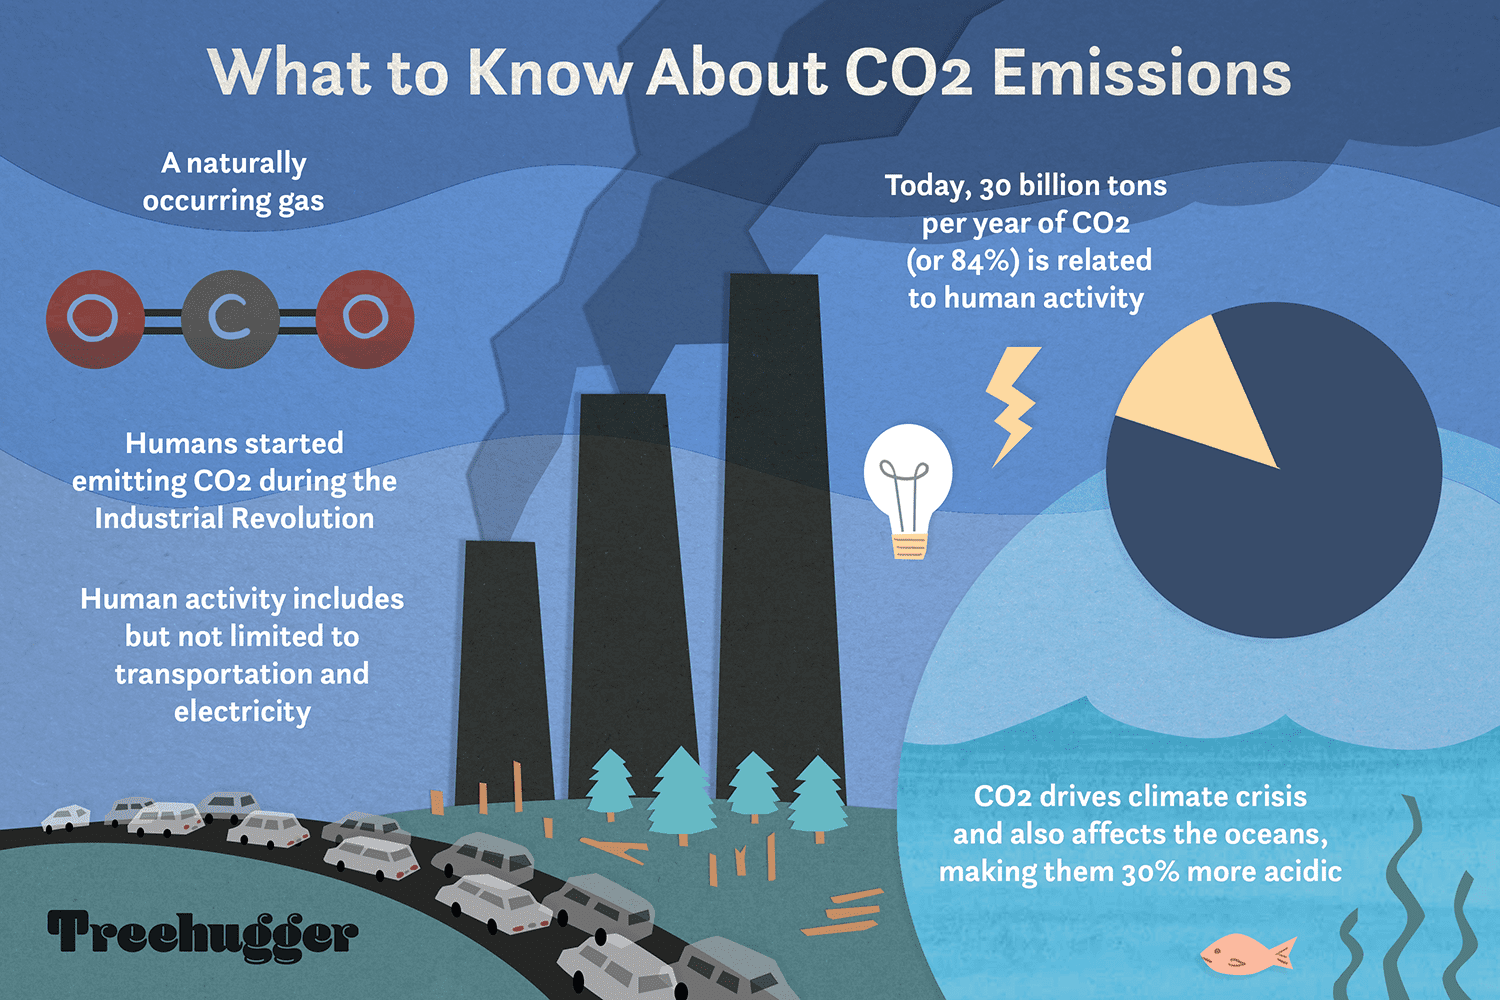 What to Know About CO2 Emissions
A naturally
occurring gas
O C O
Humans started
emitting CO2 during the
Industrial Revolution
Human activity includes
but not limited to
transportation and
electricity
Today, 30 billion tons
per year of CO2
(or 84%) is related
to human activity
CO2 drives climate crisis
and also affects the oceans,
making them 30% more acidic
Treehugger